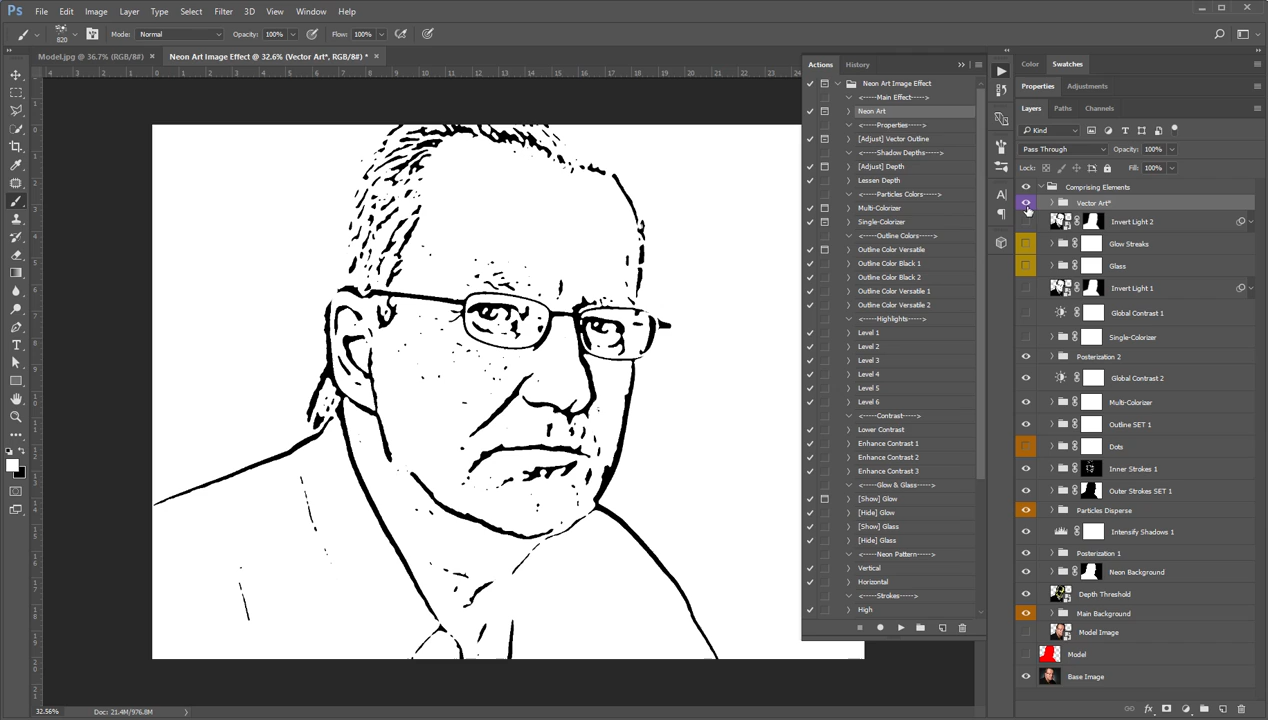 Ps File Edit Image Layer Type Select Filter 3D View Window Help
820 Mode: Normal Opacity: 100% Flow: 100%
Model.jpg @ 36.7% (RGB/8#) × Neon Art Image Effect @ 32.6% (Vector Art*, RGB/8#) * ×
Actions History
Neon Art Image Effect
<-----Main Effect---->
Neon Art
<-----Properties----->
[Adjust] Vector Outline
<-----Shadow Depths---->
[Adjust] Depth
Lessen Depth
<-----Particles Colors---->
Multi-Colorizer
Single-Colorizer
<-----Outline Colors---->
Outline Color Versatile
Outline Color Black 1
Outline Color Black 2
Outline Color Versatile 1
Outline Color Versatile 2
<-----Highlights---->
Level 1
Level 2
Level 3
Level 4
Level 5
Level 6
<-----Contrast---->
Lower Contrast
Enhance Contrast 1
Enhance Contrast 2
Enhance Contrast 3
<-----Glow & Glass---->
[Show] Glow
[Hide] Glow
[Show] Glass
[Hide] Glass
<-----Neon Pattern---->
Vertical
Horizontal
<-----Strokes---->
High
Color Swatches
Properties Adjustments
Layers Paths Channels
Kind
Pass Through Opacity: 100%
Lock: Fill: 100%
Comprising Elements
Vector Art*
Invert Light 2
Glow Streaks
Glass
Invert Light 1
Global Contrast 1
Single-Colorizer
Posterization 2
Global Contrast 2
Multi-Colorizer
Outline SET 1
Dots
Inner Strokes 1
Outer Strokes SET 1
Particles Disperse
Intensify Shadows 1
Posterization 1
Neon Background
Depth Threshold
Main Background
Model Image
Model
Base Image
32.56% Doc: 21.4M/976.8M